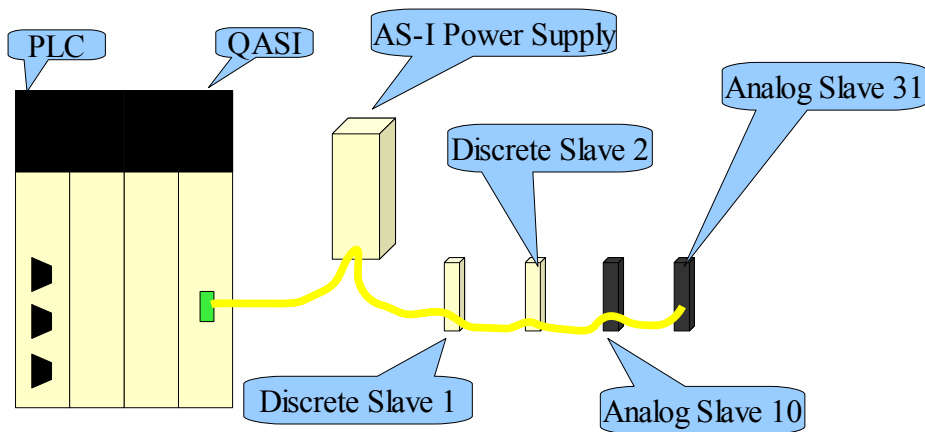 PLC
QASI
AS-I Power Supply
Analog Slave 31
Discrete Slave 2
Discrete Slave 1
Analog Slave 10